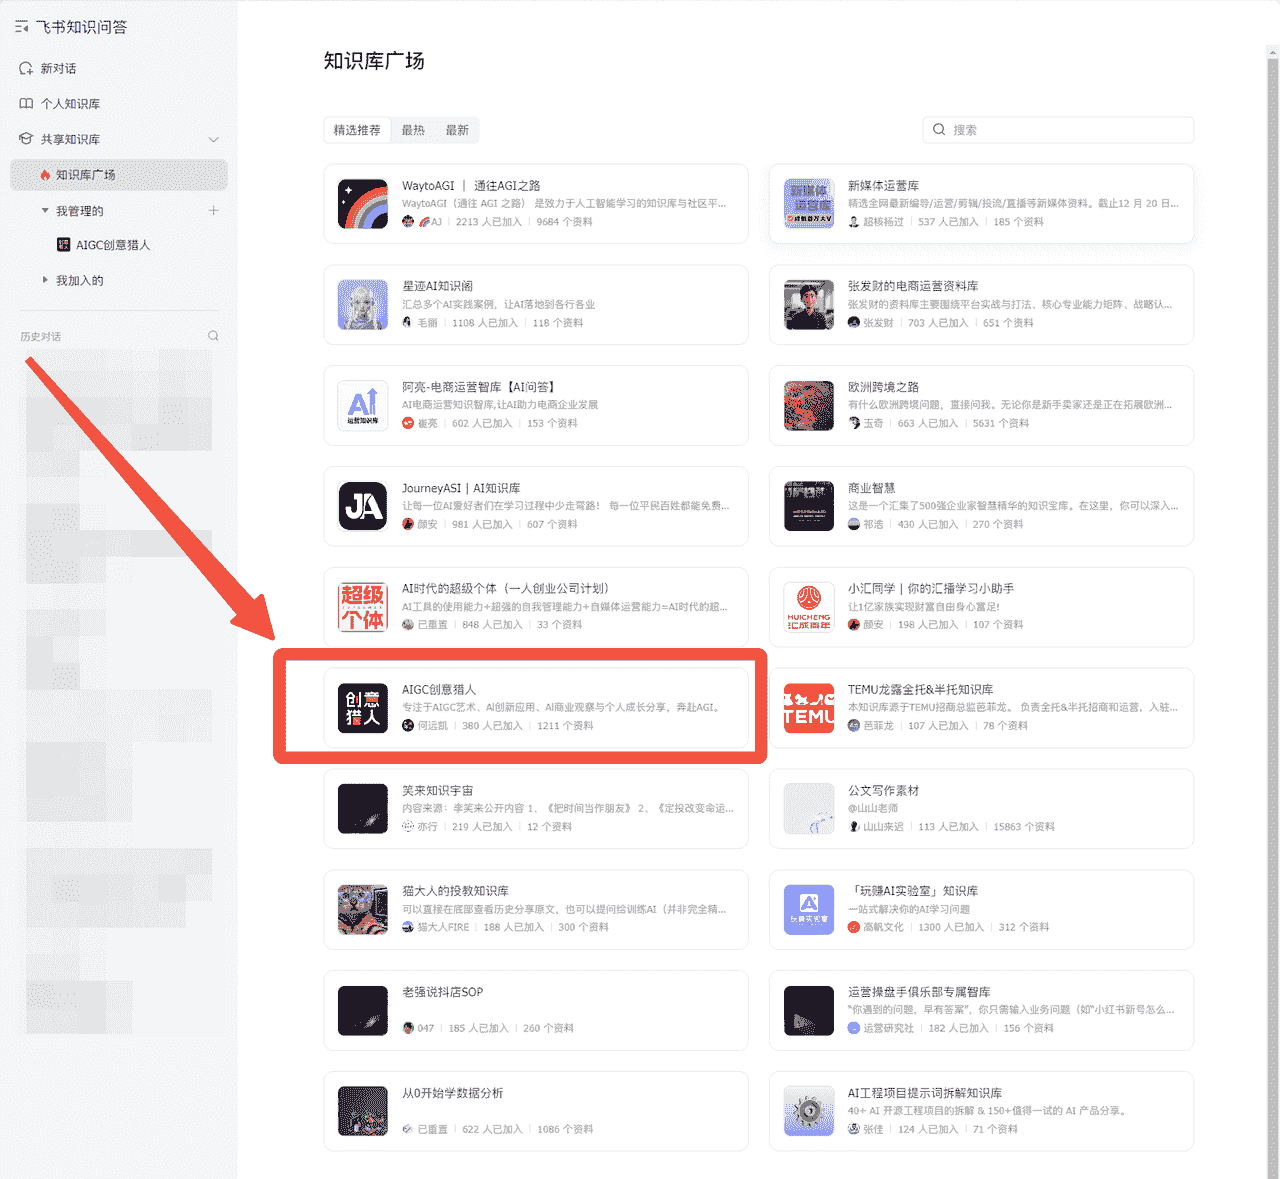 飞书知识问答
新对话
个人知识库
共享知识库
知识库广场
我管理的
AIGC创意猎人
我加入的
历史对话
知识库广场
精选推荐 最热 最新
搜索
WaytoAGI ｜ 通往AGI之路
WaytoAGI（通往 AGI 之路） 是致力于人工智能学习的知识库与社区平...
AJ | 2213 人已加入 | 9684 个资料
新媒体运营库
新媒体运营库
精选全网最新编导/运营/剪辑/投流/直播等新媒体资料。截止12 月 20 日...
超核杨过 | 537 人已加入 | 185 个资料
星迹AI知识阁
汇总多个AI实践案例，让AI落地到各行各业
毛丽 | 1108 人已加入 | 118 个资料
张发财的电商运营资料库
张发财的资料库主要围绕平台实战与打法、核心专业能力矩阵、战略认...
张发财 | 703 人已加入 | 651 个资料
AI
运营知识库
阿亮-电商运营智库【AI问答】
AI电商运营知识智库,让AI助力电商企业发展
崔亮 | 602 人已加入 | 153 个资料
欧洲跨境之路
有什么欧洲跨境问题，直接问我。无论你是新手卖家还是正在拓展欧洲...
玉奇 | 663 人已加入 | 5631 个资料
JA
JourneyASI | AI知识库
让每一位AI爱好者们在学习过程中少走弯路！ 每一位平民百姓都能免费...
颜安 | 981 人已加入 | 607 个资料
商业智慧
这是一个汇集了500强企业家智慧精华的知识宝库。在这里，你可以深入...
祁浩 | 430 人已加入 | 270 个资料
超级
个体
AI时代的超级个体（一人创业公司计划）
AI工具的使用能力+超强的自我管理能力+自媒体运营能力=AI时代的超...
已重置 | 848 人已加入 | 33 个资料
HUICHENG
小汇同学 | 你的汇播学习小助手
让1亿家族实现财富自由身心富足!
颜安 | 198 人已加入 | 107 个资料
创意
猎人
AIGC创意猎人
专注于AIGC艺术、AI创新应用、AI商业观察与个人成长分享，奔赴AGI。
何运凯 | 380 人已加入 | 1211 个资料
TEMU
TEMU龙露全托&半托知识库
本知识库源于TEMU招商总监芭菲龙。 负责全托&半托招商和运营，入驻...
芭菲龙 | 107 人已加入 | 78 个资料
笑来知识宇宙
内容来源：李笑来公开内容 1、《把时间当作朋友》 2、《定投改变命运...
亦行 | 219 人已加入 | 12 个资料
公文写作素材
@山山老师
山山来迟 | 113 人已加入 | 15863 个资料
猫大人的投教知识库
可以直接在底部查看历史分享原文，也可以提问给训练AI（并非完全精...
猫大人FIRE | 188 人已加入 | 300 个资料
玩赚实验室
「玩赚AI实验室」知识库
一站式解决你的AI学习问题
高帆文化 | 1300 人已加入 | 312 个资料
老强说抖店SOP
047 | 185 人已加入 | 260 个资料
运营操盘手俱乐部专属智库
“你遇到的问题，早有答案”，你只需输入业务问题（如“小红书新号怎么...
运营研究社 | 182 人已加入 | 156 个资料
从0开始学数据分析
已重置 | 622 人已加入 | 1086 个资料
AI工程项目提示词拆解知识库
40+ AI 开源工程项目的拆解 & 150+值得一试的 AI 产品分享。
张佳 | 124 人已加入 | 71 个资料